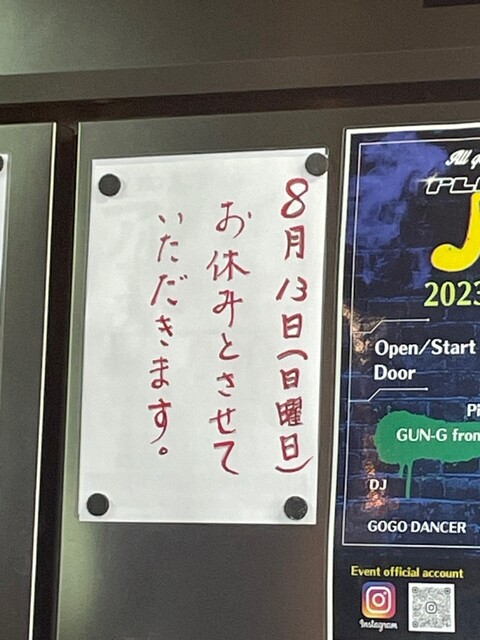 8月13日(日曜日)
お休みとさせて
いただきます。
2023
Open/Start
Door
GUN-G from
DJ
GOGO DANCER
Event official account
Instagram